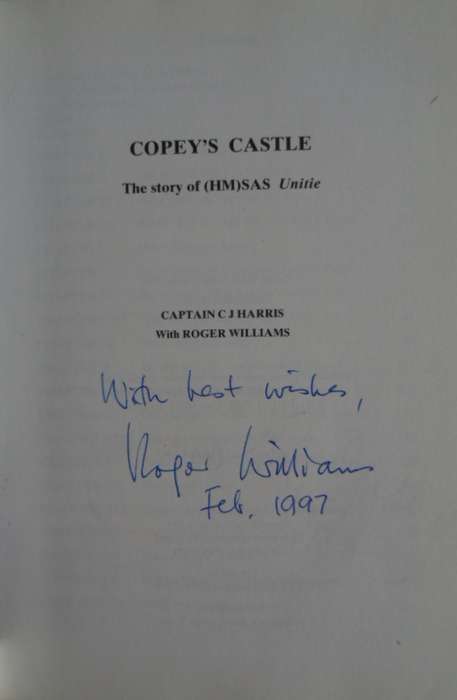 COPEY'S CASTLE
The story of (HM)SAS Unitie
CAPTAIN C J HARRIS
With ROGER WILLIAMS
With best wishes,
Roger Williams
Feb. 1997